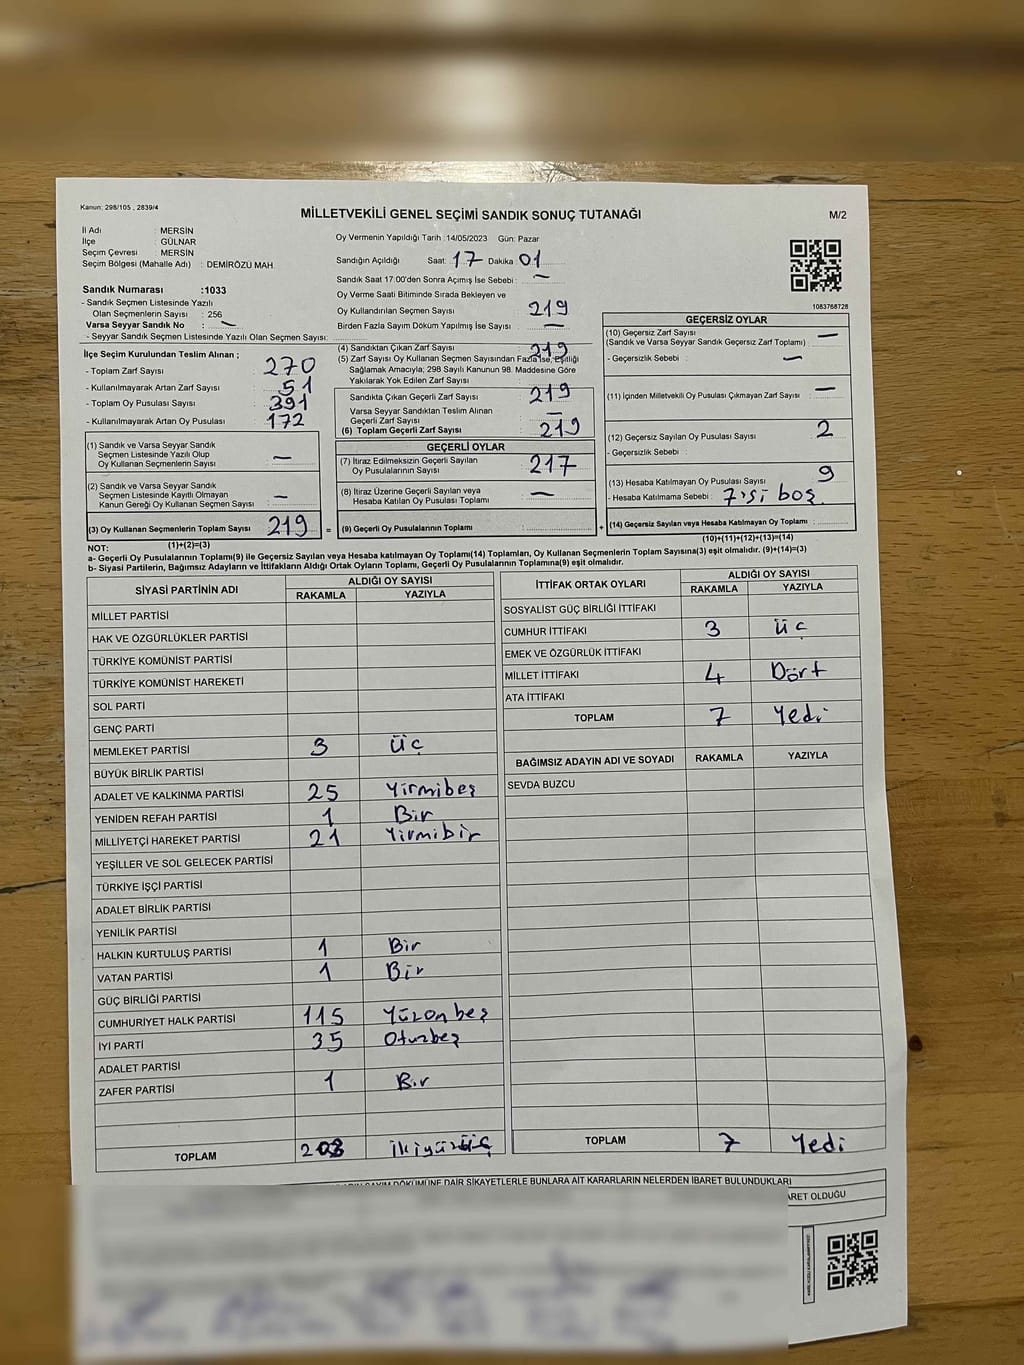 Kanun: 298/105 , 2839/4
MİLLETVEKİLİ GENEL SEÇİMİ SANDIK SONUÇ TUTANAĞI
M/2
İl Adı : MERSİN
İlçe : GÜLNAR
Seçim Çevresi : MERSİN
Seçim Bölgesi (Mahalle Adı) : DEMİRÖZÜ MAH.
Sandık Numarası :1033
- Sandık Seçmen Listesinde Yazılı
Olan Seçmenlerin Sayısı : 256
Varsa Seyyar Sandık No : —
- Seyyar Sandık Seçmen Listesinde Yazılı Olan Seçmen Sayısı:
İlçe Seçim Kurulundan Teslim Alınan ;
- Toplam Zarf Sayısı 270
- Kullanılmayarak Artan Zarf Sayısı 51
- Toplam Oy Pusulası Sayısı 391
- Kullanılmayarak Artan Oy Pusulası 172
(1) Sandık ve Varsa Seyyar Sandık
Seçmen Listesinde Yazılı Olup
Oy Kullanan Seçmenlerin Sayısı —
(2) Sandık ve Varsa Seyyar Sandık
Seçmen Listesinde Kayıtlı Olmayan
Kanun Gereği Oy Kullanan Seçmen Sayısı —
(3) Oy Kullanan Seçmenlerin Toplam Sayısı 219 =
(1)+(2)=(3)
Oy Vermenin Yapıldığı Tarih :14/05/2023 Gün: Pazar
Sandığın Açıldığı Saat: 17 Dakika 01
Sandık Saat 17:00'den Sonra Açımış İse Sebebi : —
Oy Verme Saati Bitiminde Sırada Bekleyen ve
Oy Kullandırılan Seçmen Sayısı 219
Birden Fazla Sayım Döküm Yapılmış İse Sayısı —
(4) Sandıktan Çıkan Zarf Sayısı 219
(5) Zarf Sayısı Oy Kullanan Seçmen Sayısından Fazla İse, Eşitliği
Sağlamak Amacıyla; 298 Sayılı Kanunun 98. Maddesine Göre
Yakılarak Yok Edilen Zarf Sayısı
Sandıkta Çıkan Geçerli Zarf Sayısı 219
Varsa Seyyar Sandıktan Teslim Alınan
Geçerli Zarf Sayısı —
(6) Toplam Geçerli Zarf Sayısı 219
GEÇERLİ OYLAR
(7) İtiraz Edilmeksizin Geçerli Sayılan
Oy Pusulalarının Sayısı 217
(8) İtiraz Üzerine Geçerli Sayılan veya
Hesaba Katılan Oy Pusulası Toplamı —
(9) Geçerli Oy Pusulalarının Toplamı +
1083768728
GEÇERSİZ OYLAR
(10) Geçersiz Zarf Sayısı
(Sandık ve Varsa Seyyar Sandık Geçersiz Zarf Toplamı) —
- Geçersizlik Sebebi : —
(11) İçinden Milletvekili Oy Pusulası Çıkmayan Zarf Sayısı —
(12) Geçersiz Sayılan Oy Pusulası Sayısı 2
- Geçersizlik Sebebi :
(13) Hesaba Katılmayan Oy Pusulası Sayısı 9
- Hesaba Katılmama Sebebi : 7'si boş
(14) Geçersiz Sayılan veya Hesaba Katılmayan Oy Toplamı :
(10)+(11)+(12)+(13)=(14)
NOT:
a- Geçerli Oy Pusulalarının Toplamı(9) ile Geçersiz Sayılan veya Hesaba katılmayan Oy Toplamı(14) Toplamları, Oy Kullanan Seçmenlerin Toplam Sayısına(3) eşit olmalıdır. (9)+(14)=(3)
b- Siyasi Partilerin, Bağımsız Adayların ve İttifakların Aldığı Ortak Oyların Toplamı, Geçerli Oy Pusulalarının Toplamına(9) eşit olmalıdır.
SİYASİ PARTİNİN ADI ALDIĞI OY SAYISI
RAKAMLA YAZIYLA
MİLLET PARTİSİ
HAK VE ÖZGÜRLÜKLER PARTİSİ
TÜRKİYE KOMÜNİST PARTİSİ
TÜRKİYE KOMÜNİST HAREKETİ
SOL PARTİ
GENÇ PARTİ
MEMLEKET PARTİSİ 3 üç
BÜYÜK BİRLİK PARTİSİ
ADALET VE KALKINMA PARTİSİ 25 Yirmibeş
YENİDEN REFAH PARTİSİ 1 Bir
MİLLİYETÇİ HAREKET PARTİSİ 21 Yirmibir
YEŞİLLER VE SOL GELECEK PARTİSİ
TÜRKİYE İŞÇİ PARTİSİ
ADALET BİRLİK PARTİSİ
YENİLİK PARTİSİ
HALKIN KURTULUŞ PARTİSİ 1 Bir
VATAN PARTİSİ 1 Bir
GÜÇ BİRLİĞİ PARTİSİ
CUMHURİYET HALK PARTİSİ 115 Yüzonbeş
İYİ PARTİ 35 Otuzbeş
ADALET PARTİSİ
ZAFER PARTİSİ 1 Bir
TOPLAM 203 ikiyüzüç
İTTİFAK ORTAK OYLARI ALDIĞI OY SAYISI
RAKAMLA YAZIYLA
SOSYALİST GÜÇ BİRLİĞİ İTTİFAKI
CUMHUR İTTİFAKI 3 üç
EMEK VE ÖZGÜRLÜK İTTİFAKI
MİLLET İTTİFAKI 4 Dört
ATA İTTİFAKI
TOPLAM 7 Yedi
BAĞIMSIZ ADAYIN ADI VE SOYADI RAKAMLA YAZIYLA
SEVDA BUZCU
TOPLAM 7 Yedi
SAYIM DÖKÜMÜNE DAİR ŞİKAYETLERLE BUNLARA AİT KARARLARIN NELERDEN İBARET BULUNDUKLARI
OLDUĞU